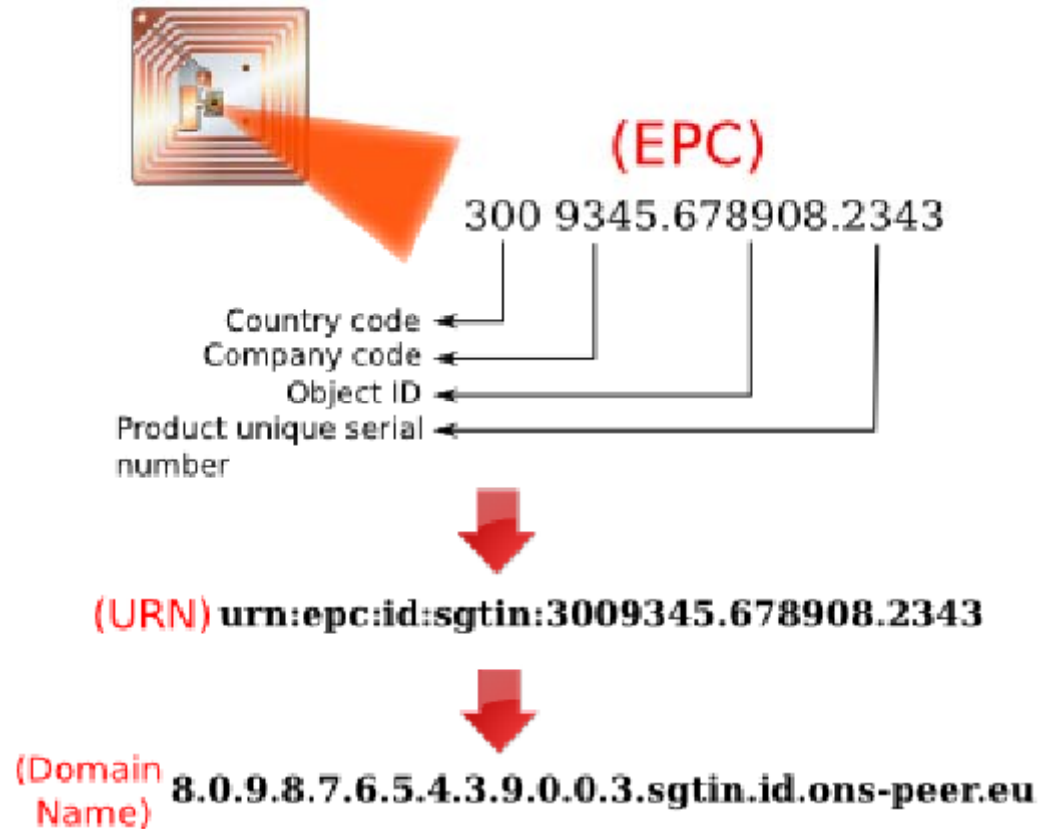 (EPC)
300 9345.678908.2343
Country code
Company code
Object ID
Product unique serial
number
(URN) urn:epc:id:sgtin:3009345.678908.2343
(Domain
Name) 8.0.9.8.7.6.5.4.3.9.0.0.3.sgtin.id.ons-peer.eu